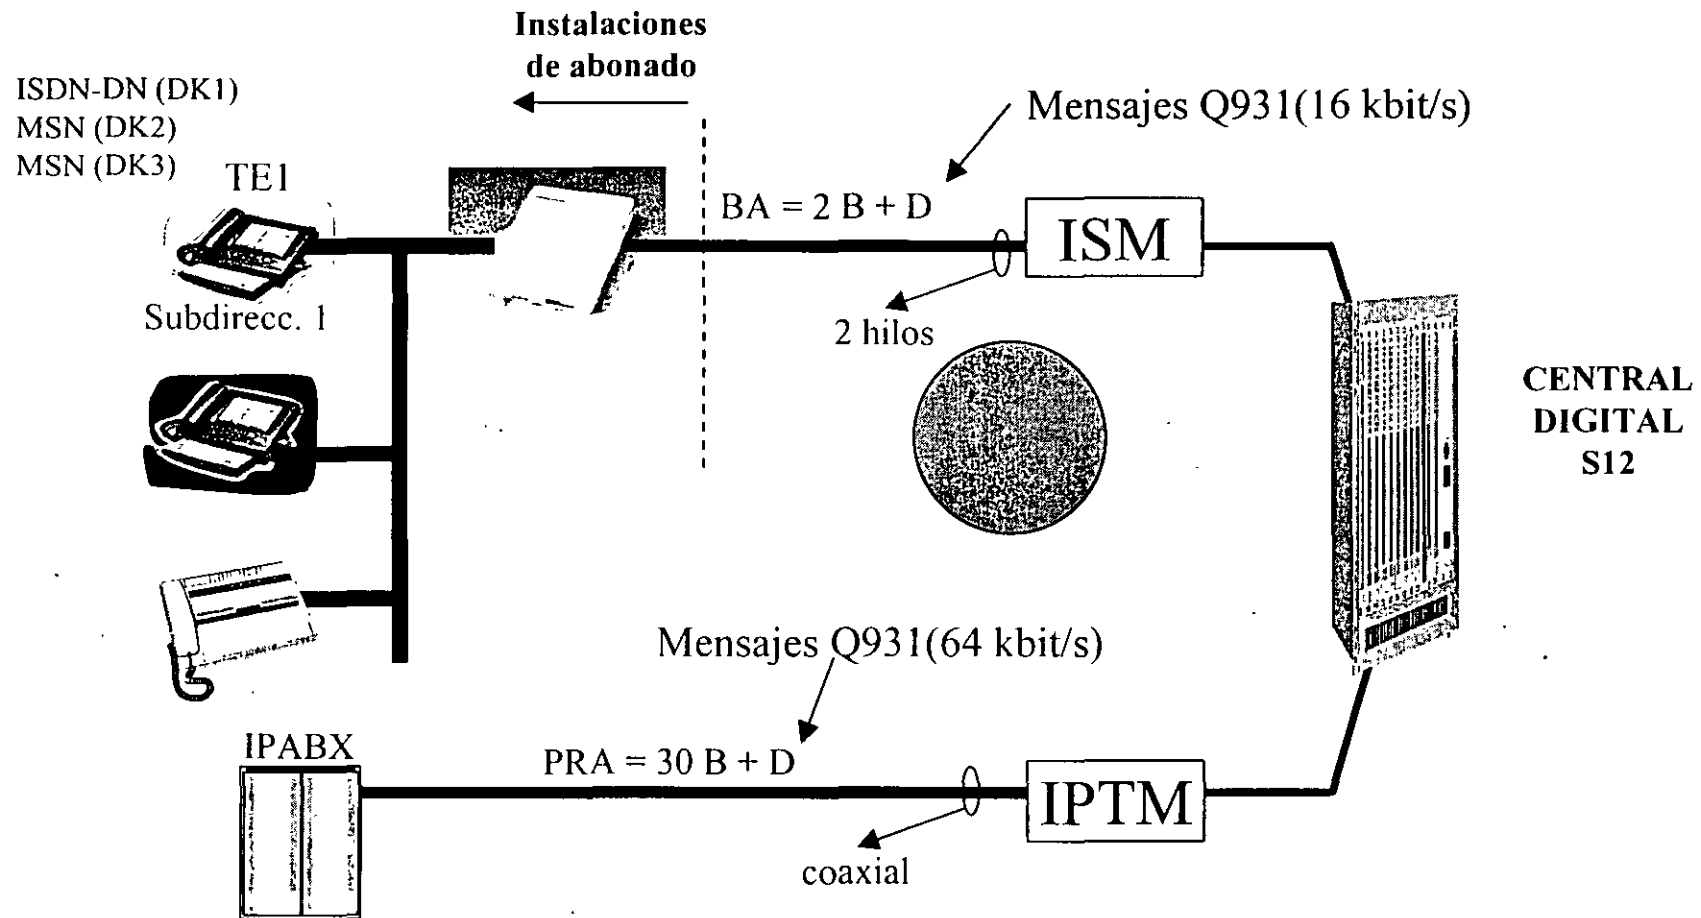 Instalaciones
de abonado
ISDN-DN (DK1)
MSN (DK2)
MSN (DK3)
TE1
Subdirecc. 1
Mensajes Q931(16 kbit/s)
BA = 2 B + D
ISM
2 hilos
CENTRAL
DIGITAL
S12
Mensajes Q931(64 kbit/s)
IPABX
PRA = 30 B + D
IPTM
coaxial